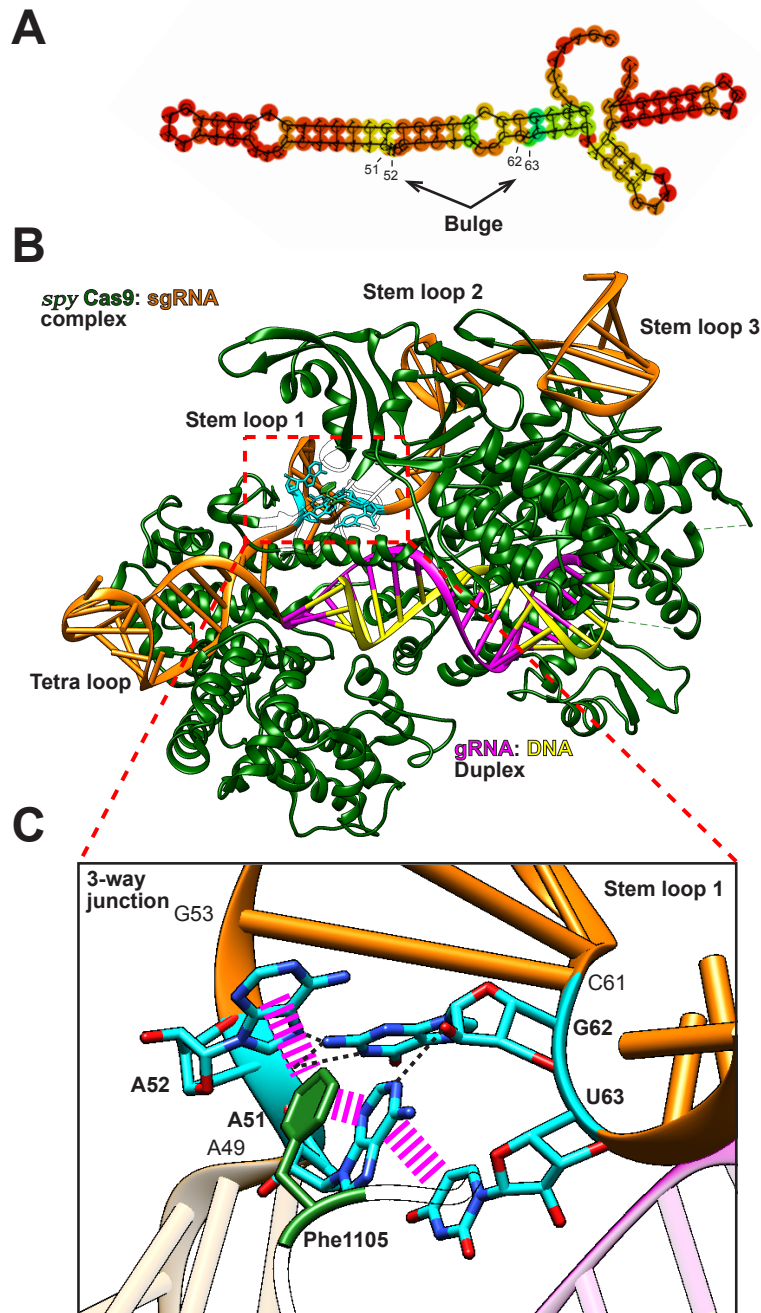 A
51
52
62
63
Bulge
B
spy Cas9: sgRNA
complex
Stem loop 2
Stem loop 3
Stem loop 1
Tetra loop
gRNA: DNA
Duplex
C
3-way
junction
Stem loop 1
G53
C61
G62
A52
U63
A51
A49
Phe1105